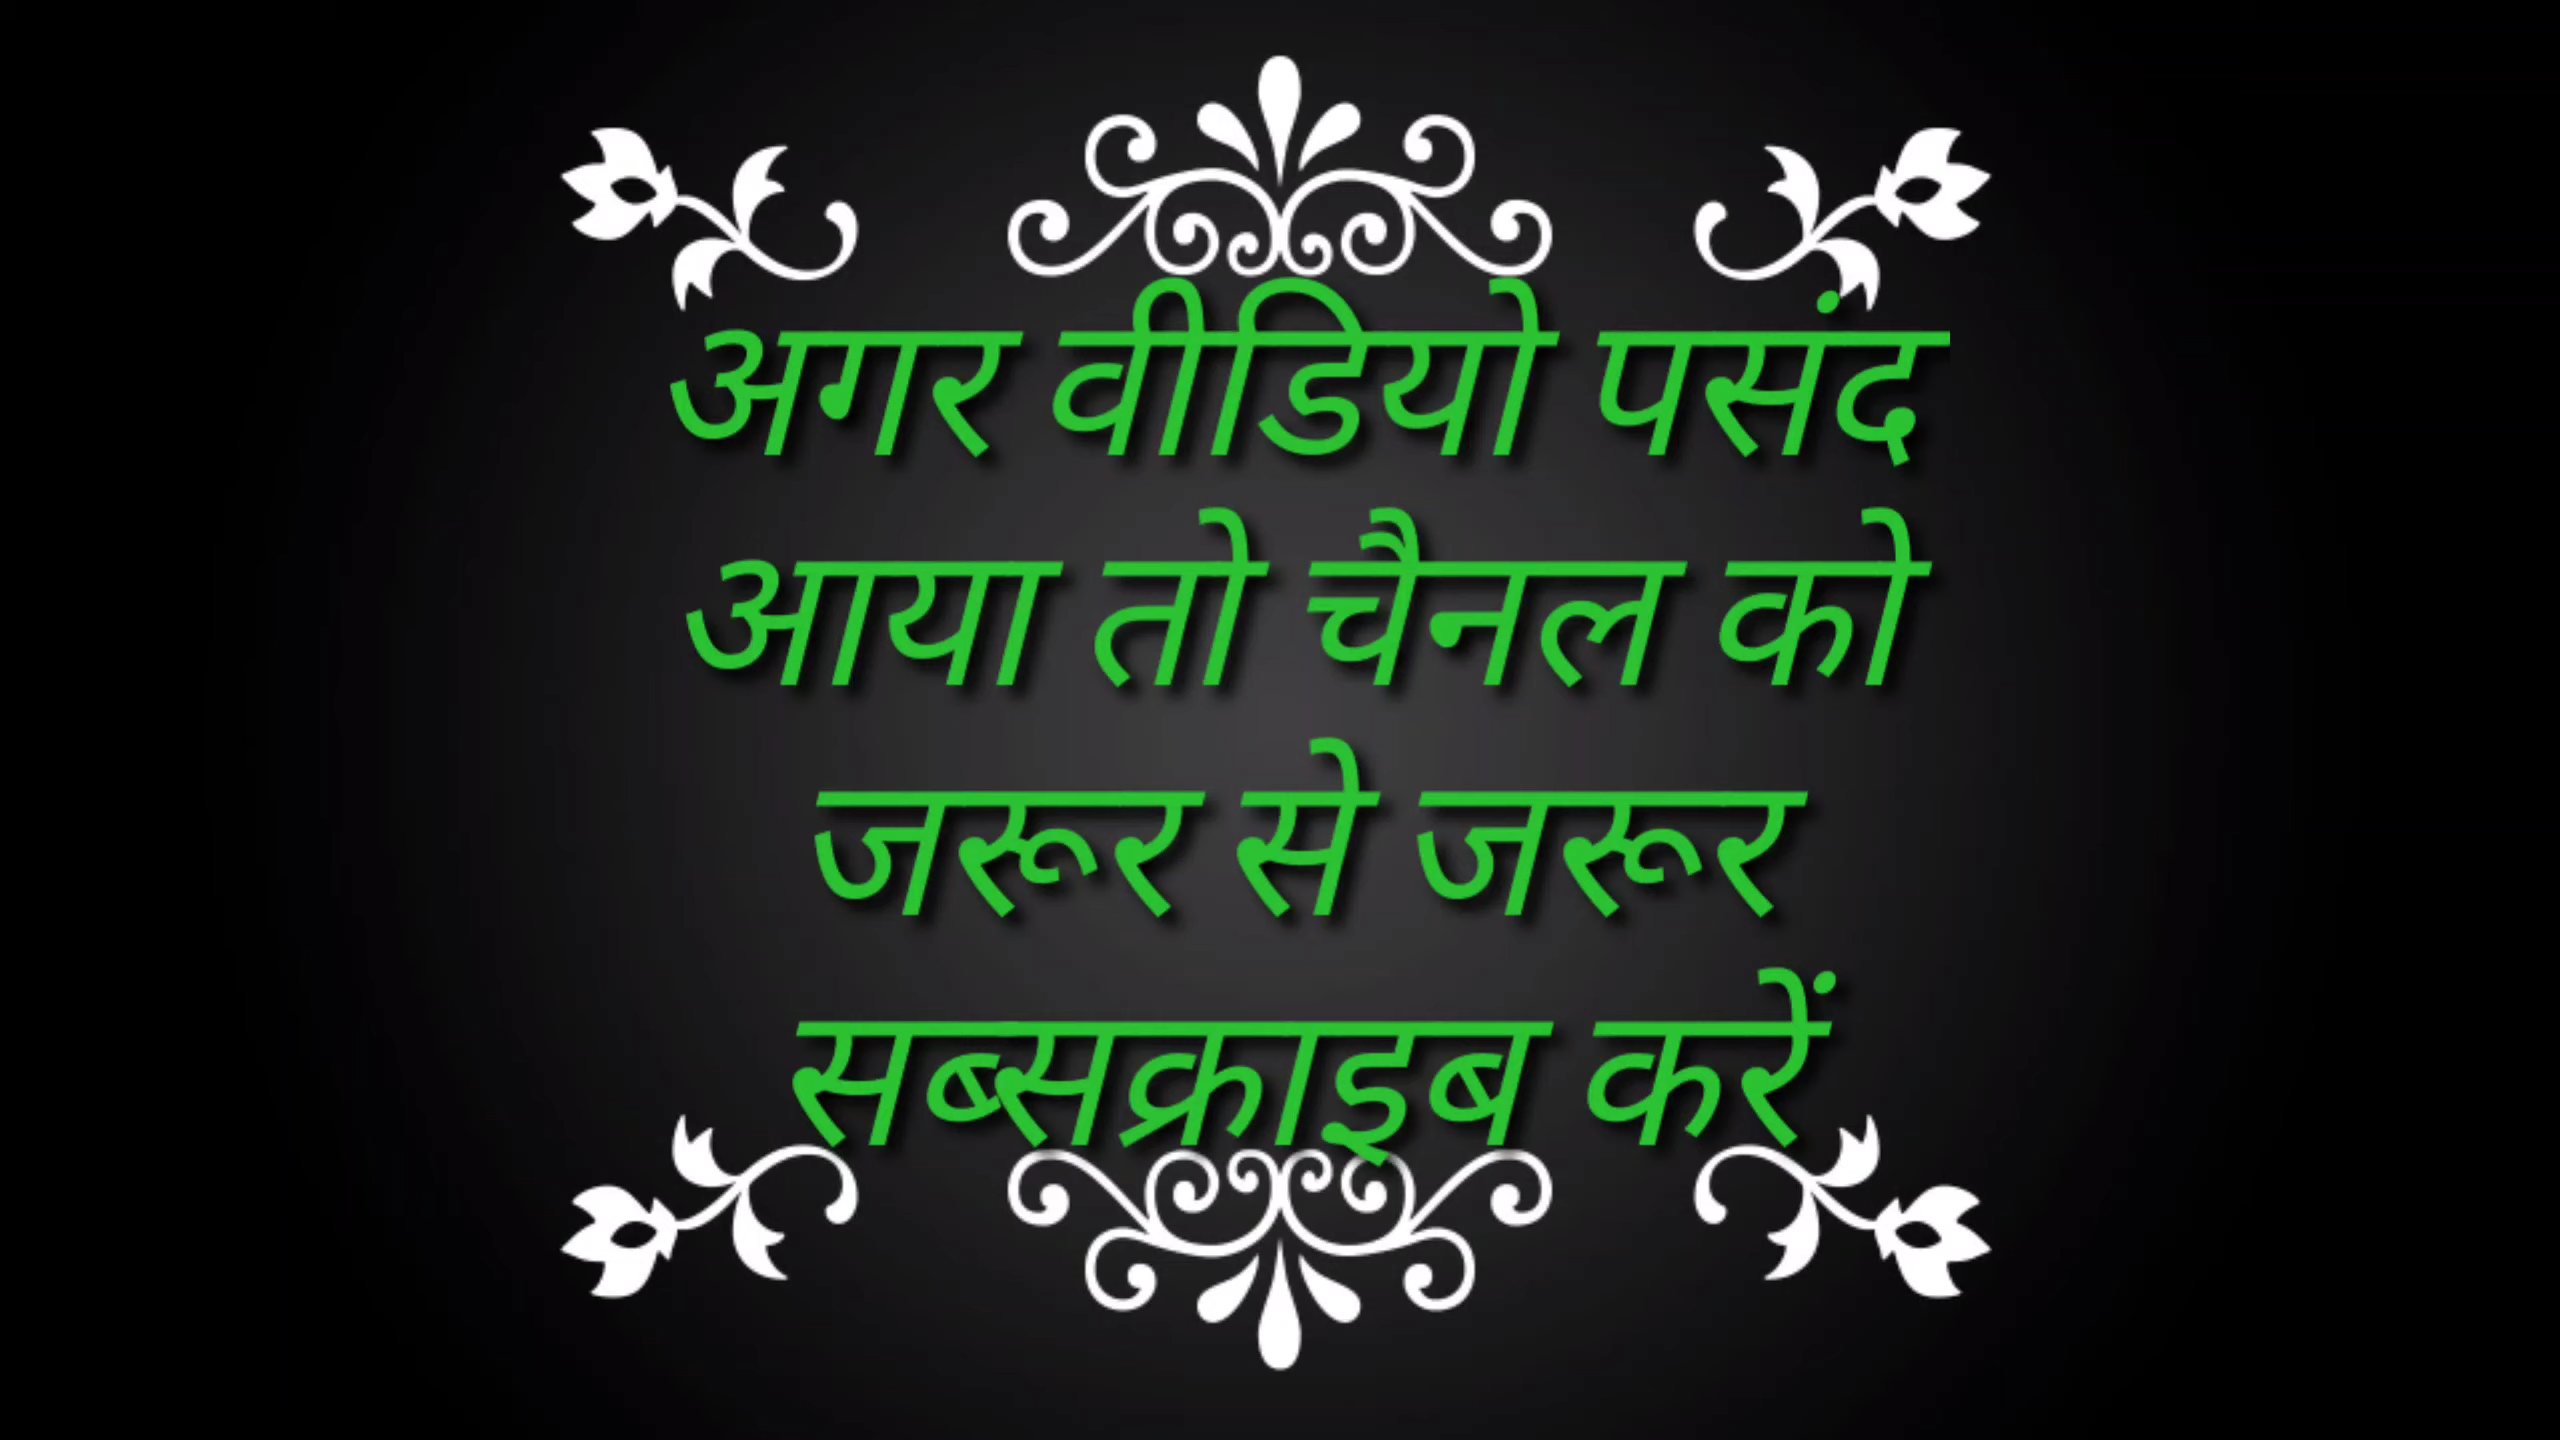 अगर वीडियो पसंद
आया तो चैनल को
जरूर से जरूर
सब्सक्राइब करें